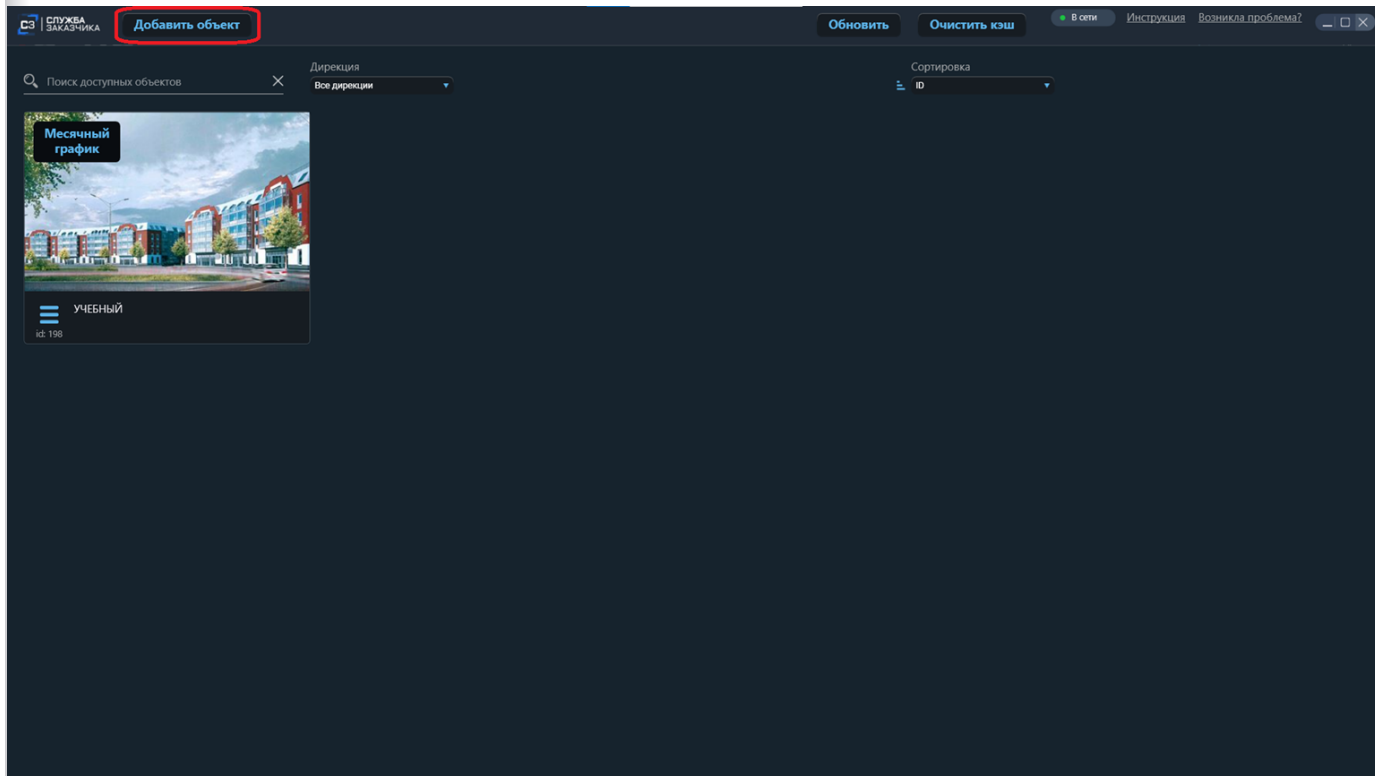 СЗ СЛУЖБА
ЗАКАЗЧИКА
Добавить объект
Обновить
Очистить кэш
В сети
Инструкция
Возникла проблема?
Поиск доступных объектов
Дирекция
Все дирекции
Сортировка
ID
Месячный
график
УЧЕБНЫЙ
id: 198